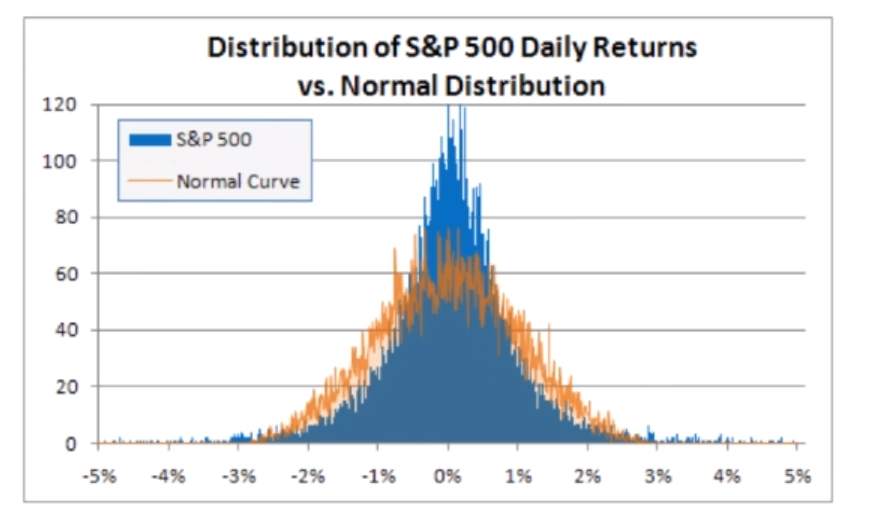 Distribution of S&P 500 Daily Returns
vs. Normal Distribution
120
S&P 500
100
Normal Curve
80
60
40
20
0
-5% -4% -3% -2% -1% 0% 1% 2% 3% 4% 5%